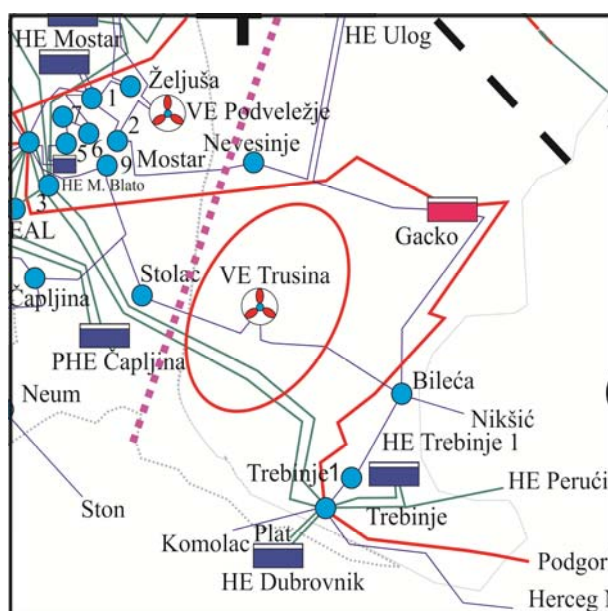 HE Mostar
HE Ulog
Željuša
1
VE Podveležje
7
2
5
6
Mostar
Nevesinje
9
HE M. Blato
3
EAL
Gacko
VE Trusina
Stolac
Čapljina
PHE Čapljina
Bileća
Neum
Nikšić
HE Trebinje 1
Trebinje1
HE Perući
Ston
Trebinje
Komolac
Plat
HE Dubrovnik
Podgor
Herceg